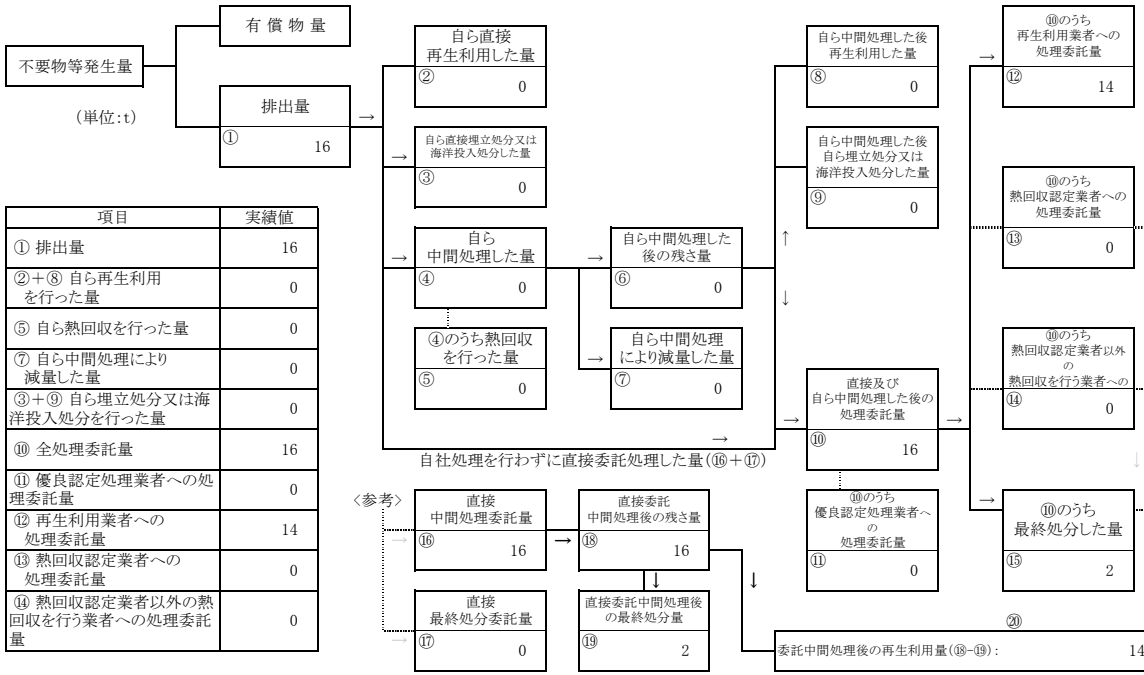 不要物等発生量
有 償 物 量
(単位:t)
排出量
① 16
→
自ら直接
再生利用した量
② 0
→
自ら直接埋立処分又は
海洋投入処分した量
③ 0
→
自ら
中間処理した量
④ 0
④のうち熱回収
を行った量
⑤ 0
→
自ら中間処理した
後の残さ量
⑥ 0
→
自ら中間処理
により減量した量
⑦ 0
自ら中間処理した後
再生利用した量
⑧ 0
自ら中間処理した後
自ら埋立処分又は
海洋投入処分した量
⑨ 0
↑
↓
→
直接及び
自ら中間処理した後の
処理委託量
⑩ 16
→
⑩のうち
優良認定処理業者へ
の
処理委託量
⑪ 0
→
⑩のうち
再生利用業者への
処理委託量
⑫ 14
⑩のうち
熱回収認定業者への
処理委託量
⑬ 0
⑩のうち
熱回収認定業者以外
の
熱回収を行う業者への
⑭ 0
↓
→
⑩のうち
最終処分した量
⑮ 2
→
自社処理を行わずに直接委託処理した量(⑯+⑰)
<参考>
→
直接
中間処理委託量
⑯ 16
→
直接委託
中間処理後の残さ量
⑱ 16
↓
↓
→
直接
最終処分委託量
⑰ 0
直接委託中間処理後
の最終処分量
⑲ 2
⑳
委託中間処理後の再生利用量(⑱-⑲): 14
項目 実績値
① 排出量 16
②+⑧ 自ら再生利用
を行った量 0
⑤ 自ら熱回収を行った量 0
⑦ 自ら中間処理により
減量した量 0
③+⑨ 自ら埋立処分又は海
洋投入処分を行った量 0
⑩ 全処理委託量 16
⑪ 優良認定処理業者への処
理委託量 0
⑫ 再生利用業者への
処理委託量 14
⑬ 熱回収認定業者への
処理委託量 0
⑭ 熱回収認定業者以外の熱
回収を行う業者への処理委託
量 0